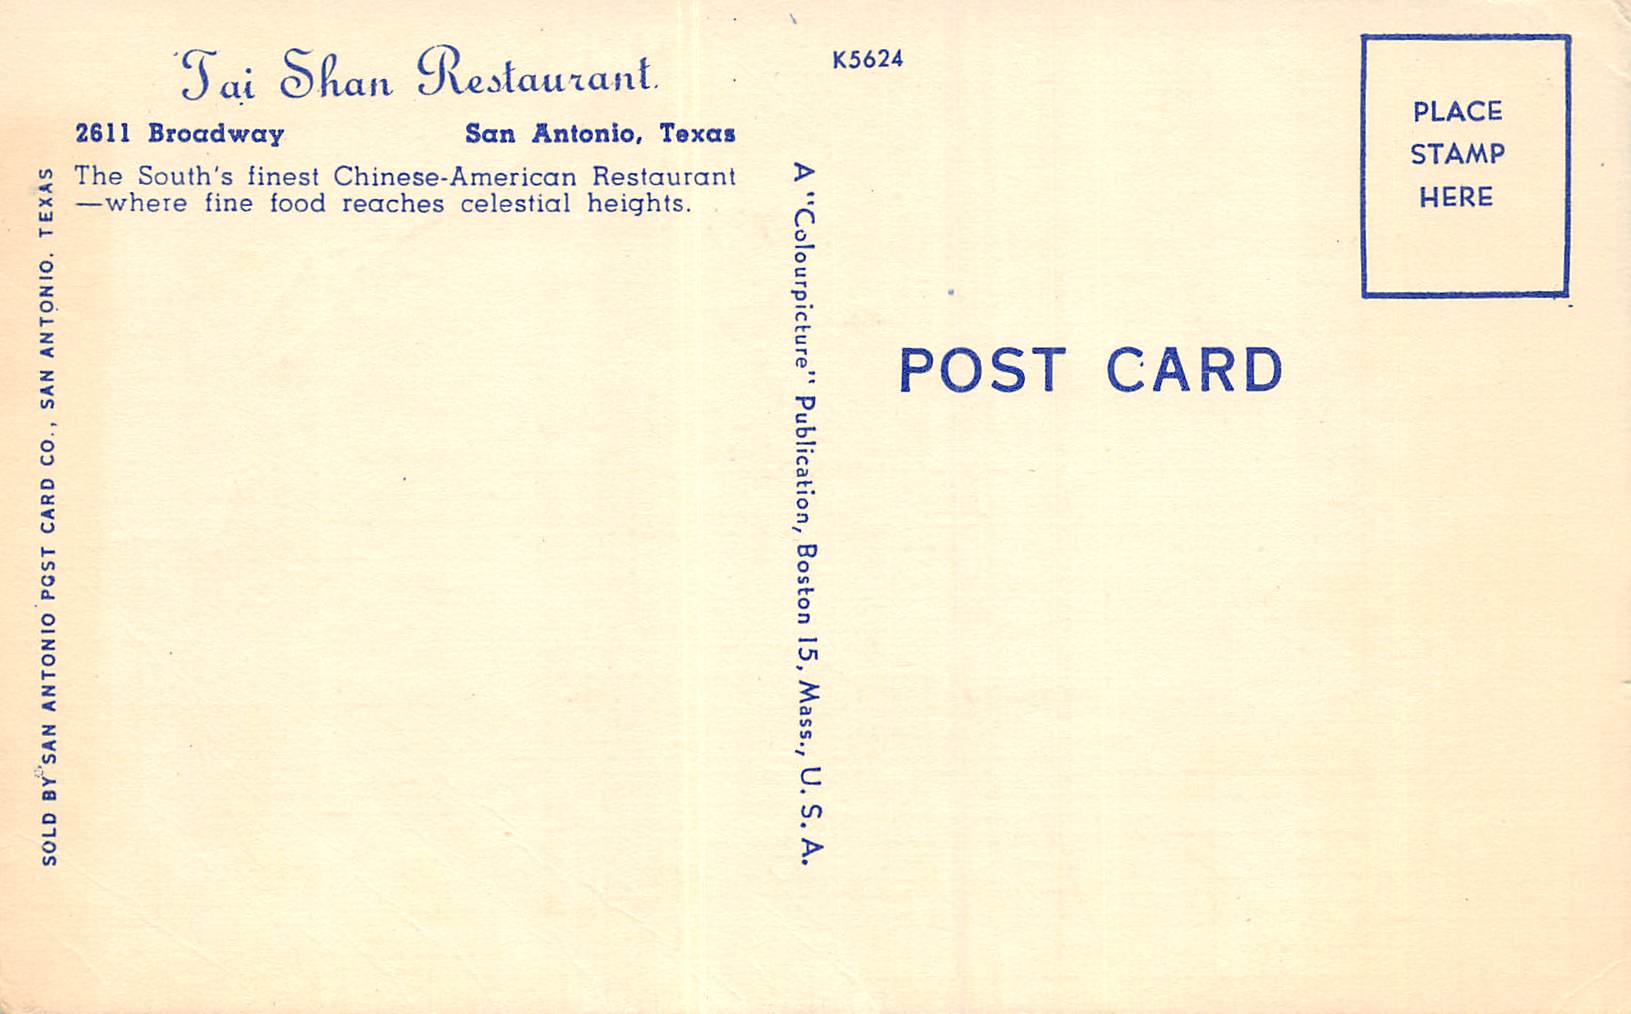 Tai Shan Restaurant.
2611 Broadway San Antonio, Texas
The South's finest Chinese-American Restaurant
—where fine food reaches celestial heights.
SOLD BY SAN ANTONIO POST CARD CO., SAN ANTONIO, TEXAS
A "Colourpicture" Publication, Boston 15, Mass., U. S. A.
K5624
PLACE
STAMP
HERE
POST CARD